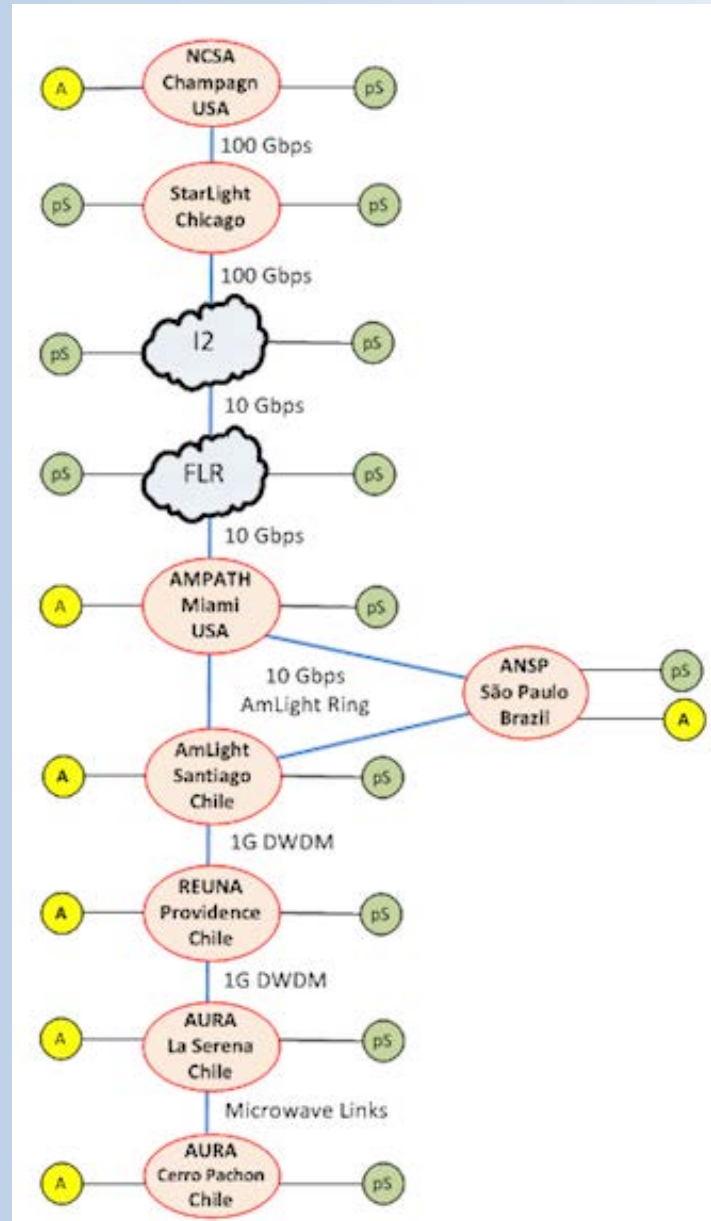 NCSA
Champagn
USA
A
pS
100 Gbps
StarLight
Chicago
pS
pS
100 Gbps
I2
pS
pS
10 Gbps
FLR
pS
pS
10 Gbps
AMPATH
Miami
USA
A
pS
10 Gbps
AmLight Ring
ANSP
São Paulo
Brazil
pS
A
AmLight
Santiago
Chile
A
pS
1G DWDM
REUNA
Providence
Chile
A
pS
1G DWDM
AURA
La Serena
Chile
A
pS
Microwave Links
AURA
Cerro Pachon
Chile
A
pS